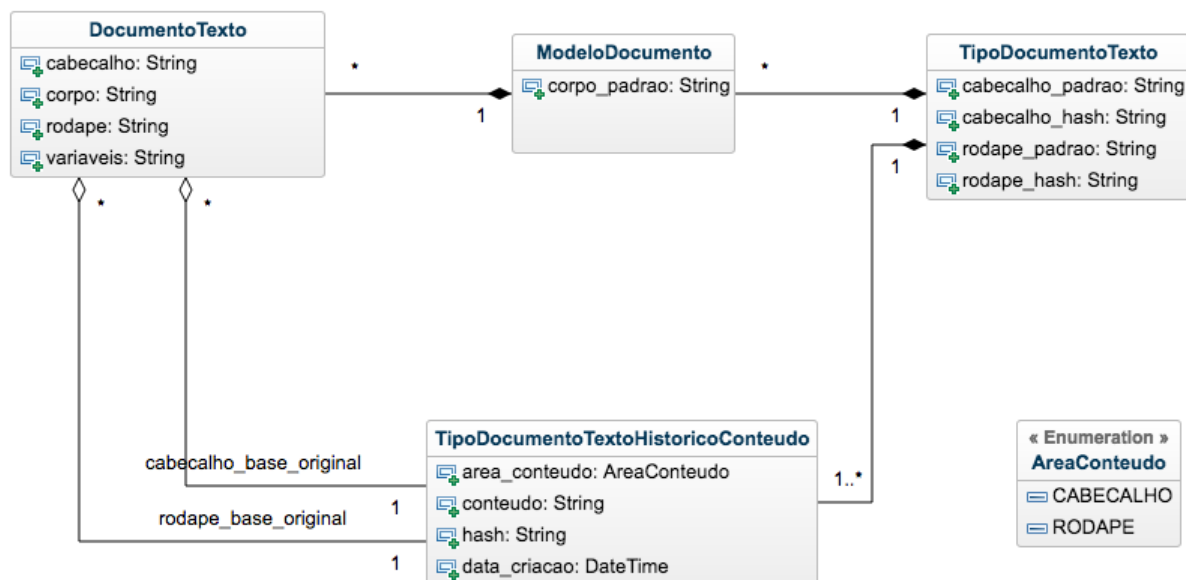 DocumentoTexto
cabecalho: String
corpo: String
rodape: String
variaveis: String
*
1
ModeloDocumento
corpo_padrao: String
*
1
1
TipoDocumentoTexto
cabecalho_padrao: String
cabecalho_hash: String
rodape_padrao: String
rodape_hash: String
*
*
cabecalho_base_original
1
rodape_base_original
1
TipoDocumentoTextoHistoricoConteudo
area_conteudo: AreaConteudo
conteudo: String
hash: String
data_criacao: DateTime
1..*
« Enumeration »
AreaConteudo
CABECALHO
RODAPE